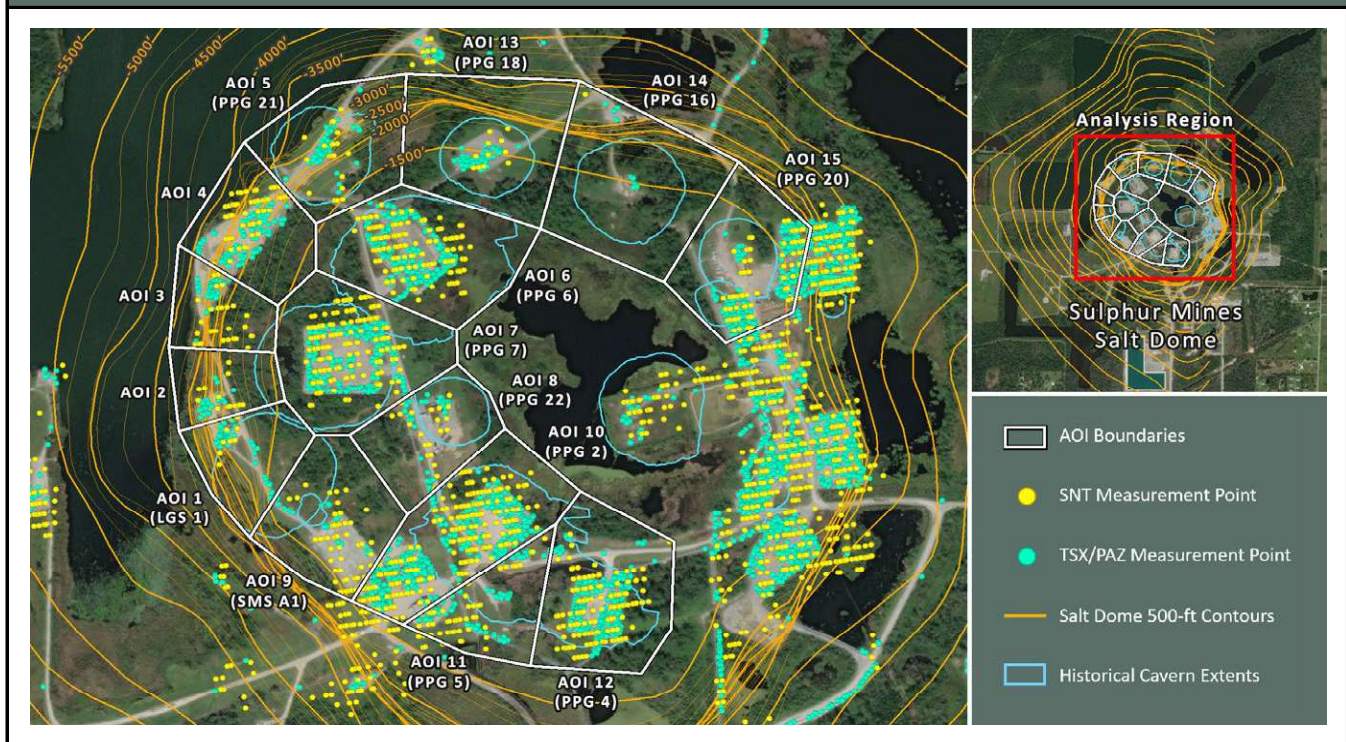 -5500'
-5000'
-4500'
-4000'
-3500'
-3000'
-2500'
-2000'
-1500'
AOI 13
(PPG 18)
AOI 14
(PPG 16)
AOI 5
(PPG 21)
AOI 15
(PPG 20)
AOI 4
AOI 6
(PPG 6)
AOI 3
AOI 7
(PPG 7)
AOI 8
(PPG 22)
AOI 2
AOI 10
(PPG 2)
AOI 1
(LGS 1)
AOI 9
(SMS A1)
AOI 11
(PPG 5)
AOI 12
(PPG 4)
Analysis Region
Sulphur Mines
Salt Dome
AOI Boundaries
SNT Measurement Point
TSX/PAZ Measurement Point
Salt Dome 500-ft Contours
Historical Cavern Extents